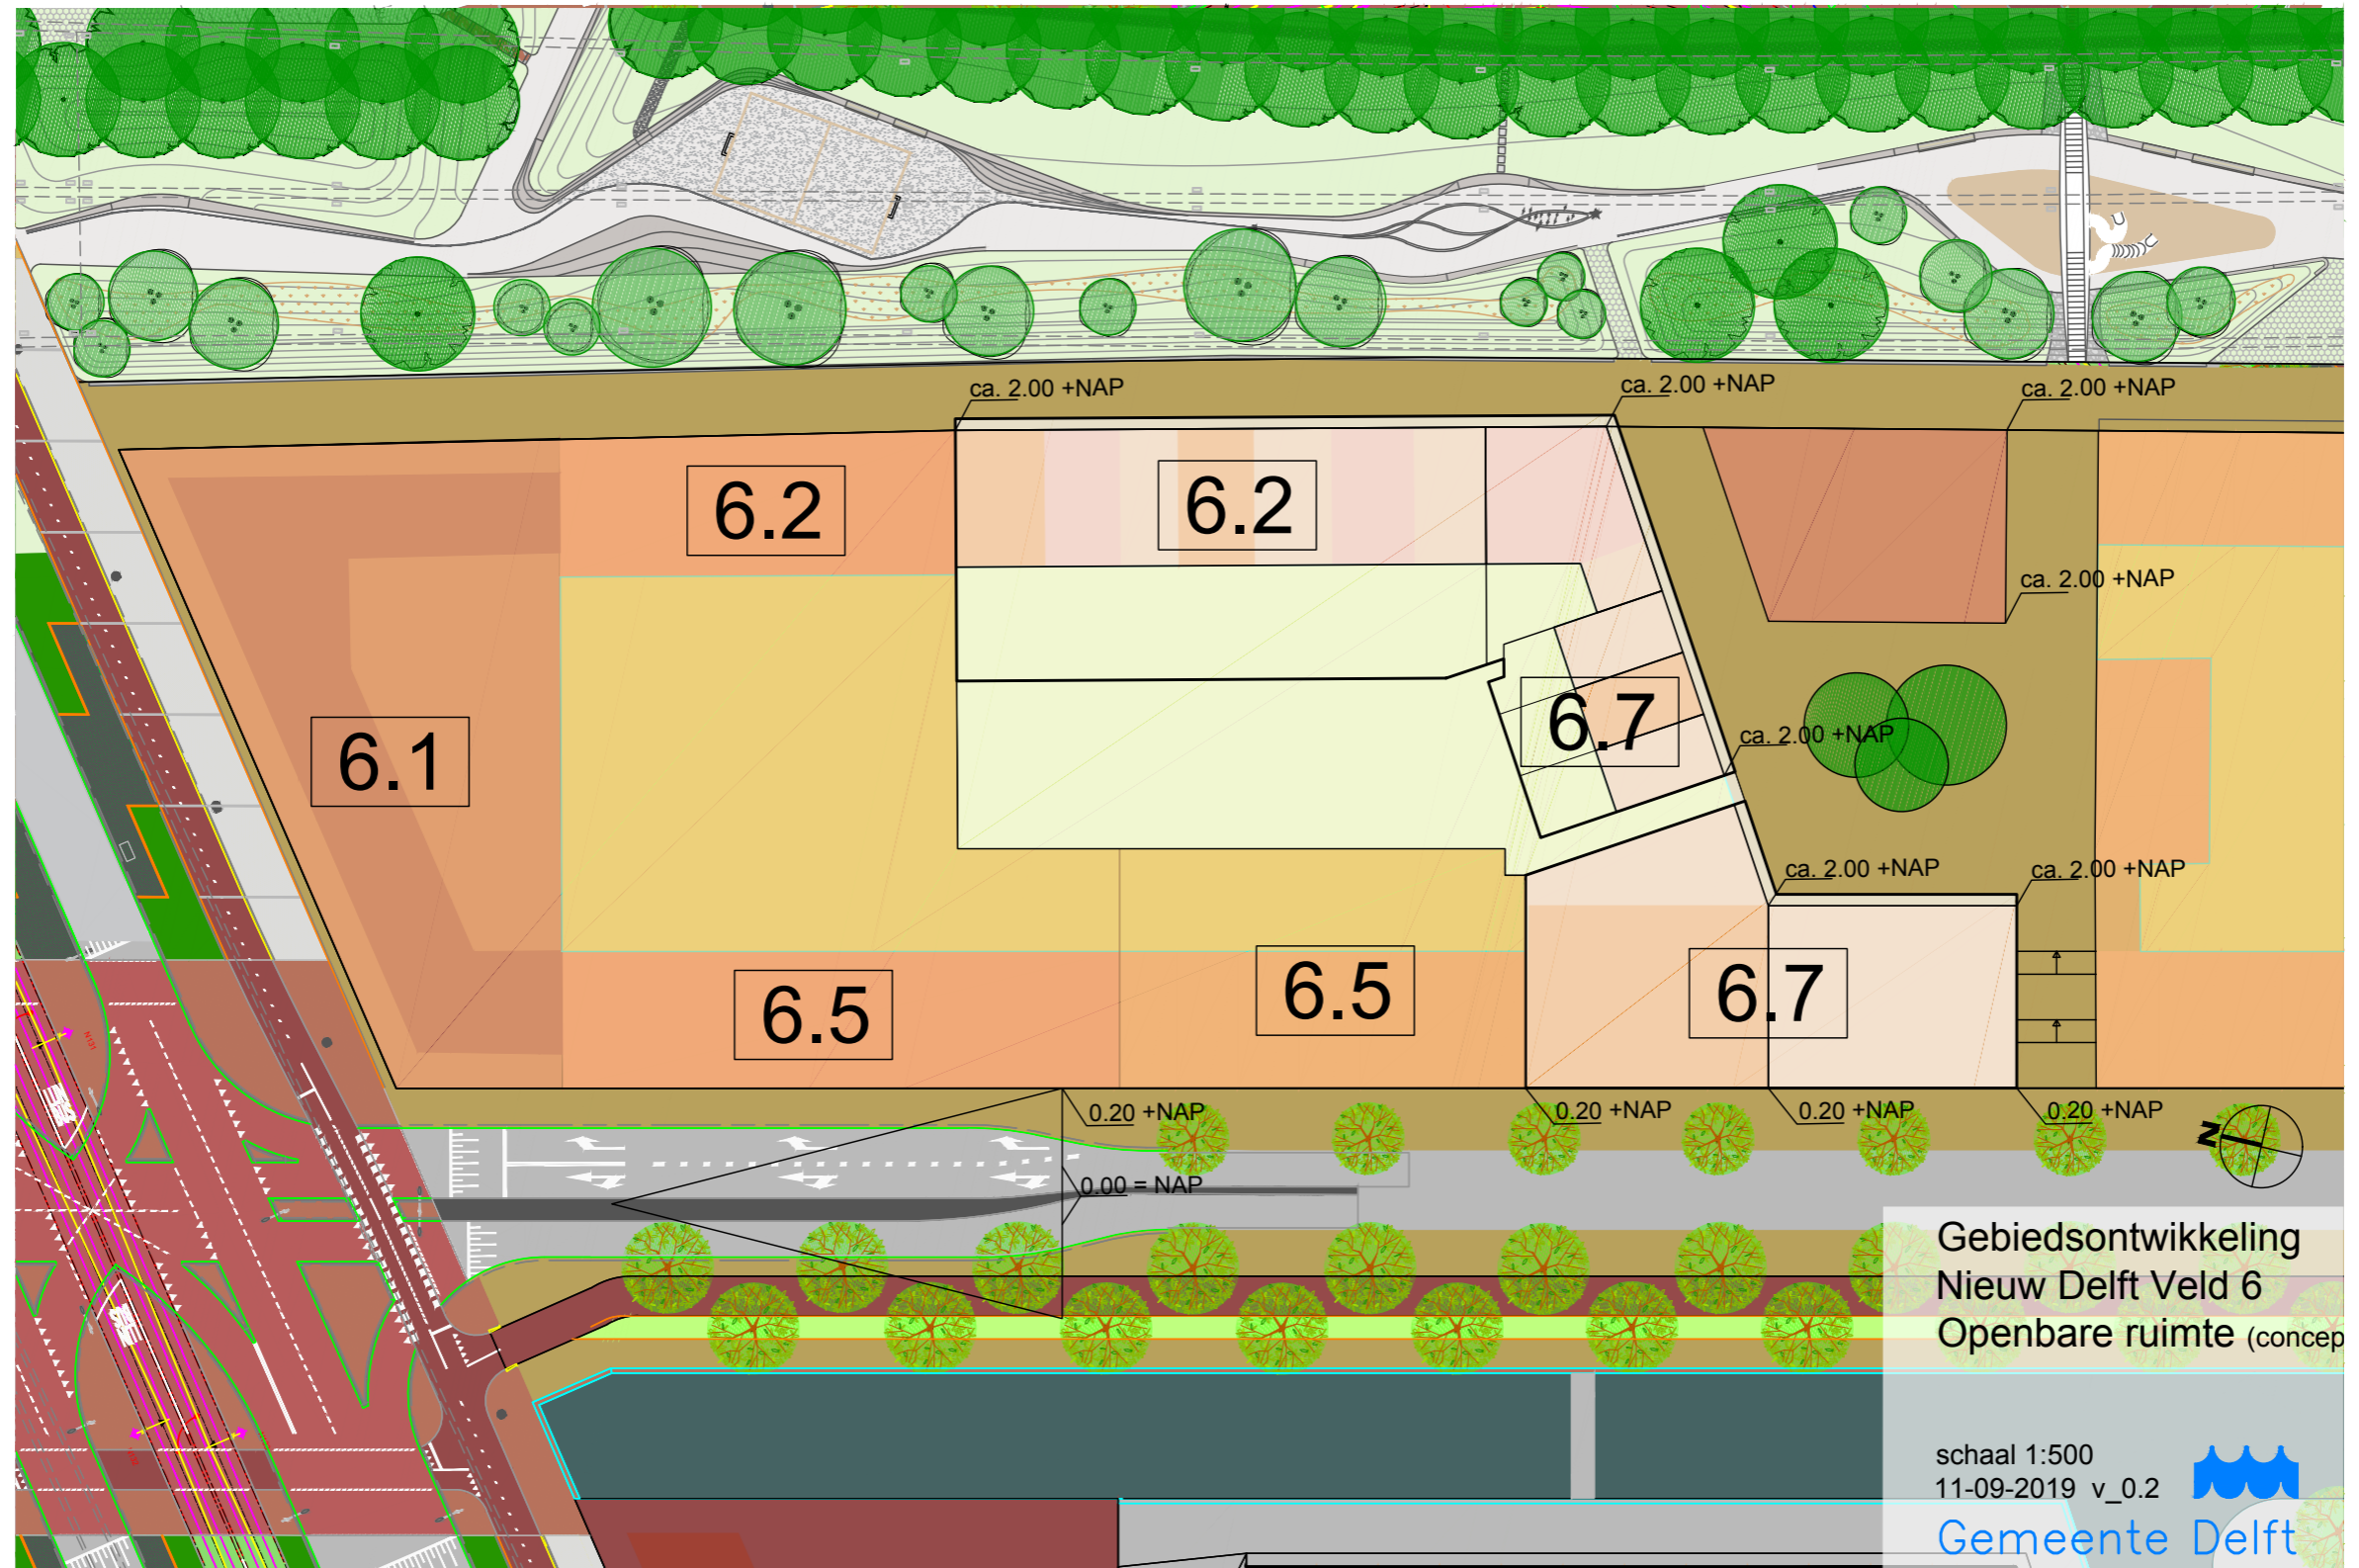 ca. 2.00 +NAP
ca. 2.00 +NAP
ca. 2.00 +NAP
6.2
6.2
ca. 2.00 +NAP
6.1
6.7
ca. 2.00 +NAP
ca. 2.00 +NAP
ca. 2.00 +NAP
6.5
6.5
6.7
0.20 +NAP
0.20 +NAP
0.20 +NAP
0.20 +NAP
N
0.00 = NAP
Gebiedsontwikkeling
Nieuw Delft Veld 6
Openbare ruimte (concep
schaal 1:500
11-09-2019 v_0.2
Gemeente Delft